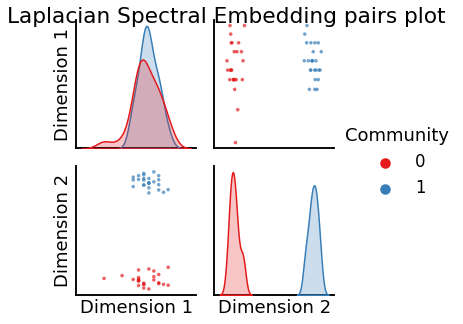 Laplacian Spectral Embedding pairs plot
Dimension 1
Community
0
1
Dimension 2
Dimension 1
Dimension 2